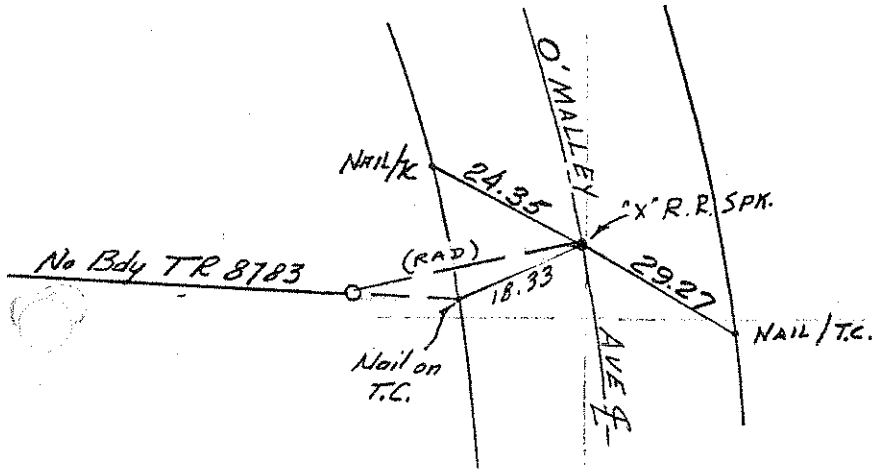 O'MALLEY
NAIL/K
24.35
"X" R.R. SPK.
(RAD)
No Bdy TR 8783
29.27
18.33
NAIL/T.C.
Nail on
T.C.
AVE ℄